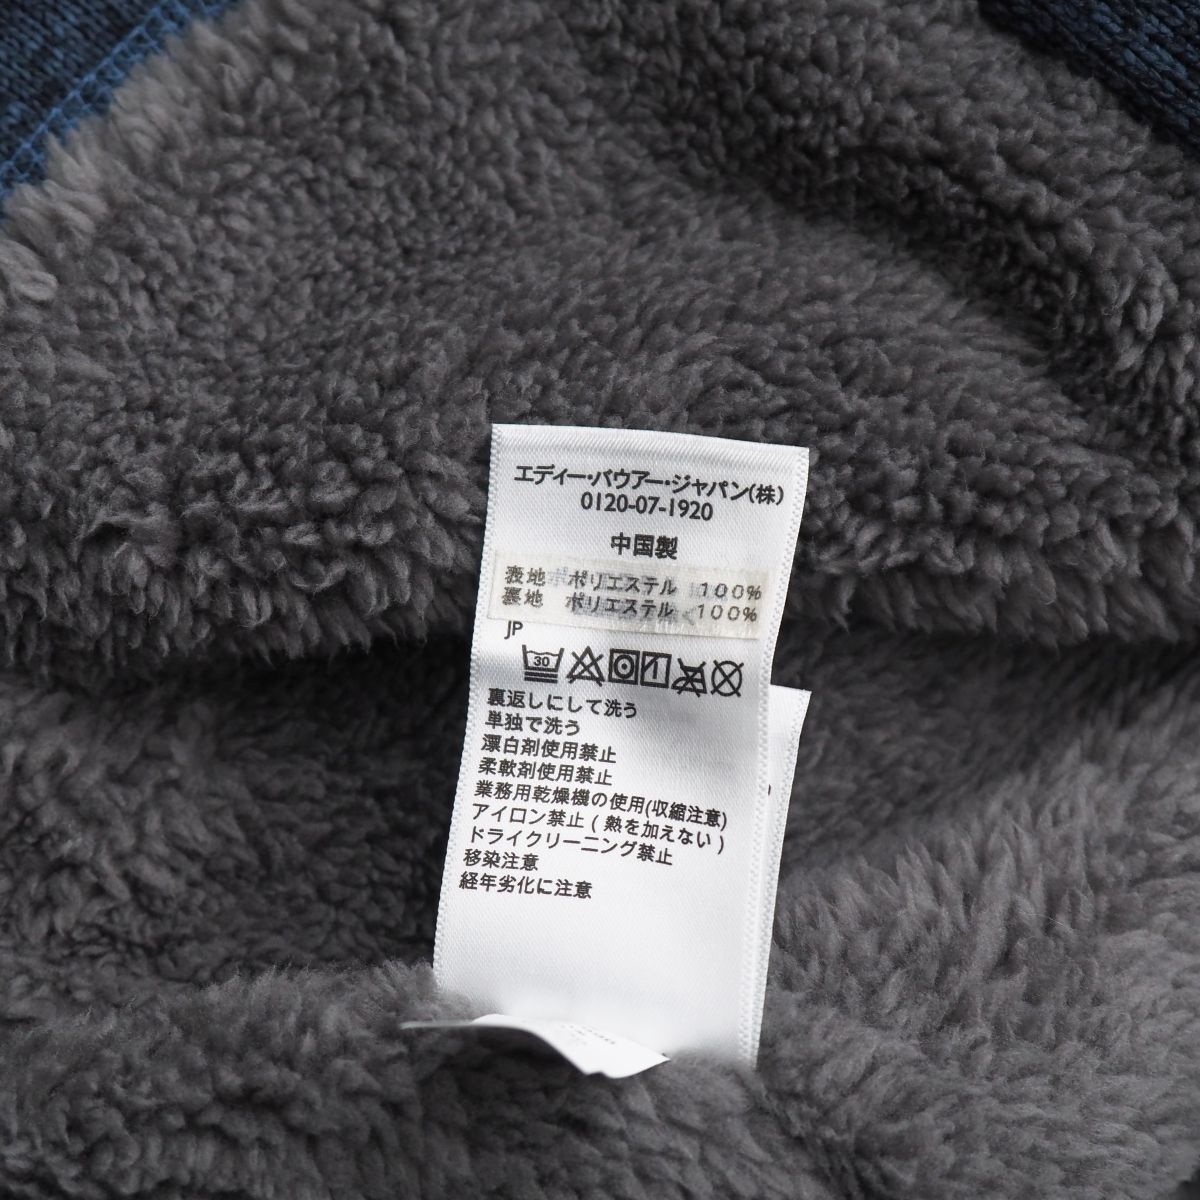 エディー・バウアー・ジャパン(株)
0120-07-1920
中国製
表地 ポリエステル 100%
裏地 ポリエステル 100%
JP
30
裏返しにして洗う
単独で洗う
漂白剤使用禁止
柔軟剤使用禁止
業務用乾燥機の使用(収縮注意)
アイロン禁止 ( 熱を加えない )
ドライクリーニング禁止
移染注意
経年劣化に注意